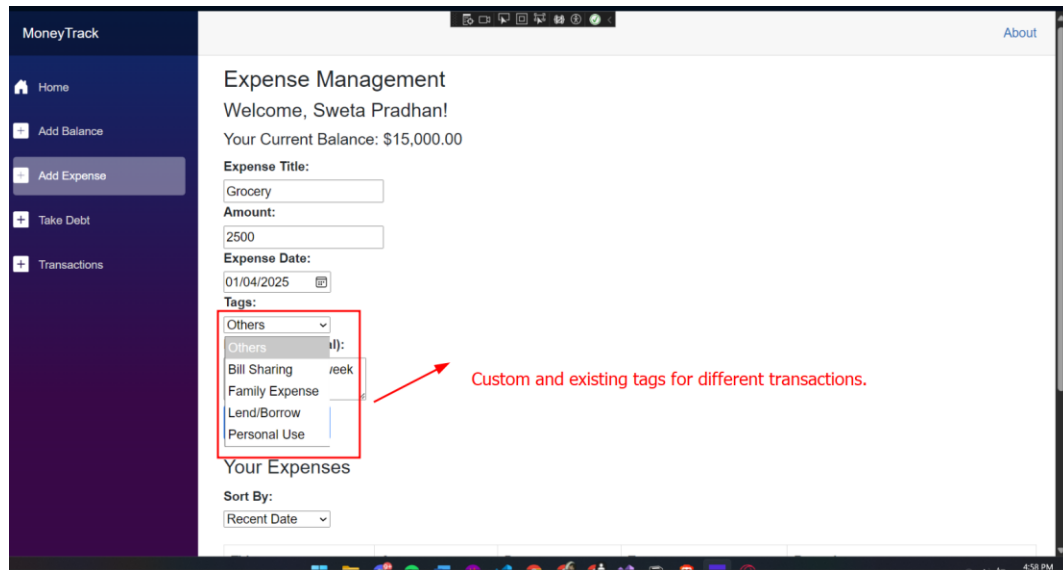 MoneyTrack
About
Home
Add Balance
Add Expense
Take Debt
Transactions
Expense Management
Welcome, Sweta Pradhan!
Your Current Balance: $15,000.00
Expense Title:
Grocery
Amount:
2500
Expense Date:
01/04/2025
Tags:
Others
Others
Bill Sharing
Family Expense
Lend/Borrow
Personal Use
Custom and existing tags for different transactions.
Your Expenses
Sort By:
Recent Date
4:58 PM